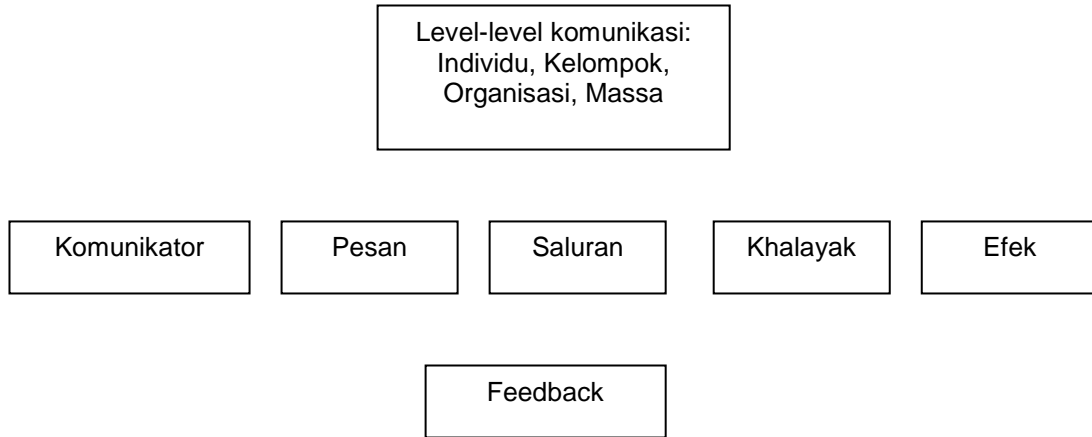 Level-level komunikasi:
Individu, Kelompok,
Organisasi, Massa
Komunikator
Pesan
Saluran
Khalayak
Efek
Feedback